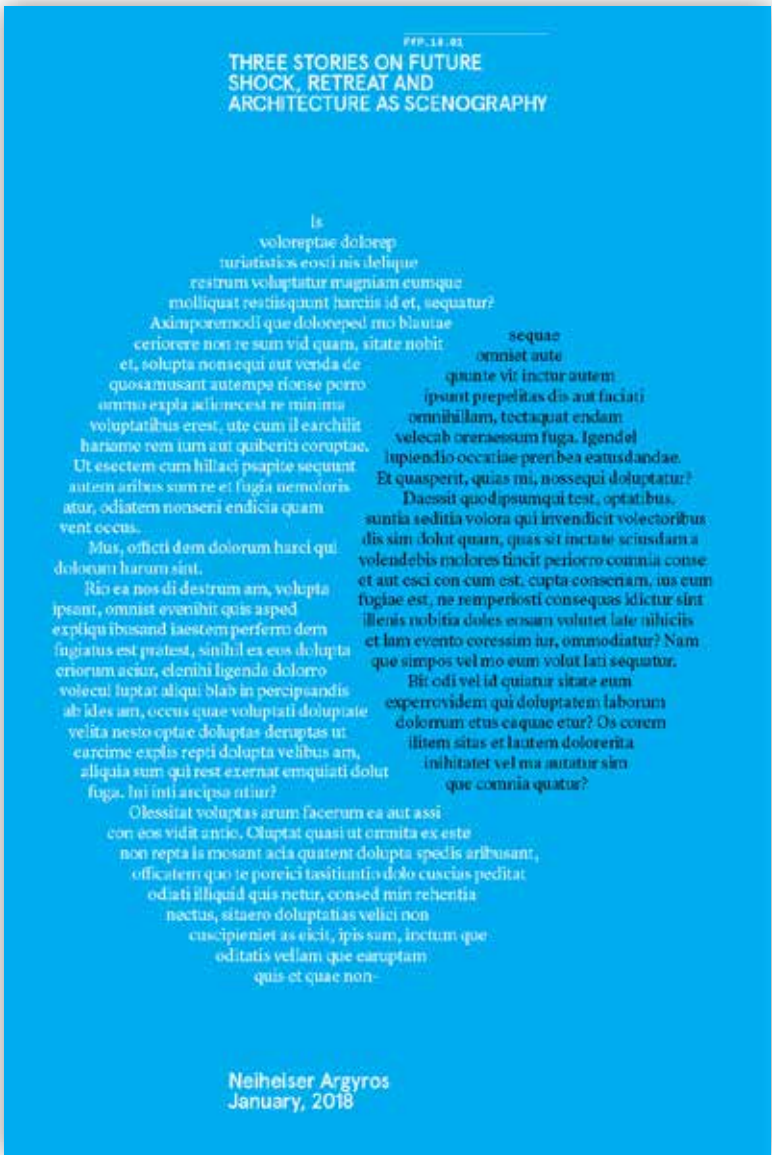 FYP.18.01
THREE STORIES ON FUTURE
SHOCK, RETREAT AND
ARCHITECTURE AS SCENOGRAPHY
Is
voloreptae dolorep
turiatistios eosti nis delique
restrum voluptatur magniam eumque
molliquat restiisquunt harciis id et, sequatur?
Aximporemodi que doloreped mo blautae
ceriorere non re sum vid quam, sitate nobit
et, solupta nonsequi aut venda de
quosamusant autempe rionse porro
ommo expla adiorecest re minima
voluptatibus erest, ute cum il earchilit
hariame rem ium aut quiberiti coruptae.
Ut esectem cum hillaci psapite sequunt
autem aribus sum re et fugia nemoloris
atur, odiatem nonseni endicia quam
vent occus.
Mus, officti dem dolorum harci qui
dolorum harum sint.
Rio ea nos di destrum am, volupta
ipsant, omnist evenihit quis asped
expliqu ibusand iaestem perferro dem
fugiatus est pratest, sinihil ex eos dolupta
eriorum aciur, elenihi ligenda dolorro
volecui luptat aliqui blab in percipsandis
ab ides am, occus quae voluptati doluptate
velita nesto optae doluptas deruptas ut
earcime explis repti dolupta velibus am,
aliquia sum qui rest exernat emquiati dolut
fuga. Ini inti arcipsa ntiur?
Olessitat voluptas arum facerum ea aut assi
con eos vidit antio. Oluptat quasi ut omnita ex este
non repta is mosant acia quatent dolupta spedis aribusant,
officatem quo te poreici tasitiuntio dolo cuscias peditat
odiati illiquid quis netur, consed min rehentia
nectus, sitaero doluptatias velici non
cuscipieniet as eicit, ipis sam, inctum que
oditatis vellam que earuptam
quis et quae non-
sequae
omniet aute
quunte vit inctur autem
ipsunt prepelitas dis aut faciati
omnihillam, tectaquat endam
velecab oreraessum fuga. Igendel
lupiendio occatiae preribea eatusdandae.
Et quasperit, quias mi, nossequi doluptatur?
Daessit quodipsumqui test, optatibus,
suntia seditia volora qui invendicit volectoribus
dis sim dolut quam, quas sit inctate sciusdam a
volendebis molores tincit periorro comnia conse
et aut esci con cum est, cupta conseriam, ius eum
fugiae est, ne remperiosti consequas idictur sint
illenis nobitia doles eosam volutet late nihiciis
et lam evento coressim iur, ommodiatur? Nam
que simpos vel mo eum volut lati sequatur.
Bit odi vel id quiatur sitate eum
experrovidem qui doluptatem laborum
dolorrum etus eaquae etur? Os corem
ilitem sitas et lautem dolorerita
inihitatet vel ma autatur sim
que comnia quatur?
Neiheiser Argyros
January, 2018